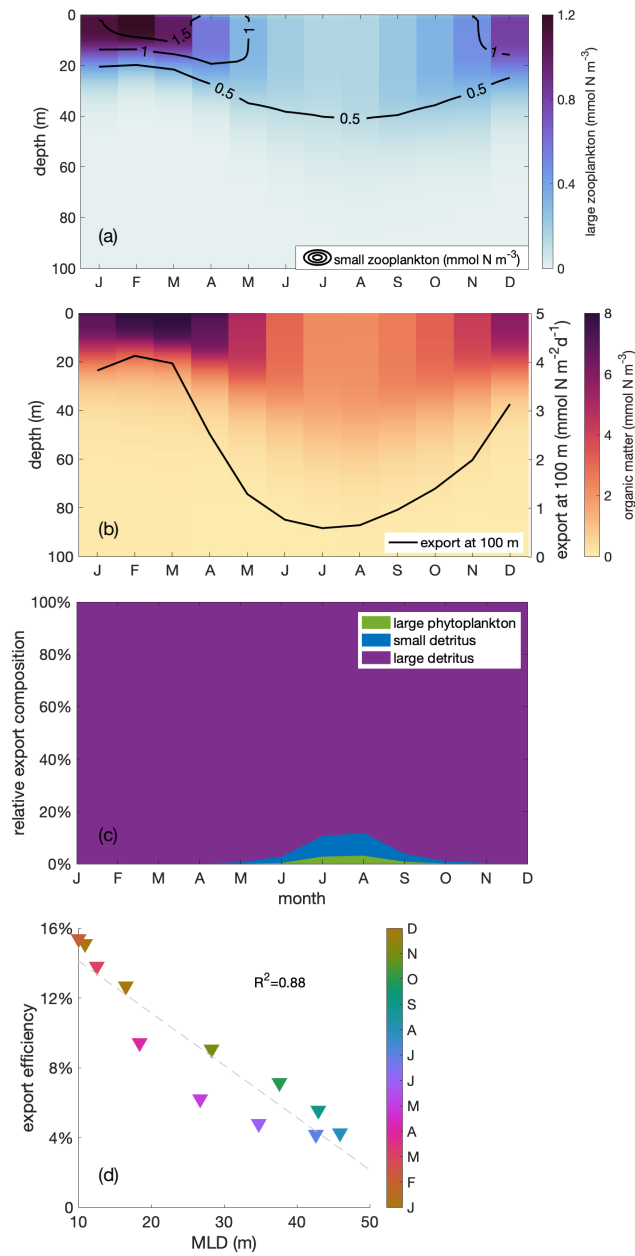 0
20
40
60
80
100
depth (m)
1.5
1
1
1
0.5
0.5
0.5
(a)
small zooplankton (mmol N m⁻³)
J F M A M J J A S O N D
1.2
0.8
0.4
0
large zooplankton (mmol N m⁻³)
0
20
40
60
80
100
depth (m)
(b)
export at 100 m
J F M A M J J A S O N D
5
4
3
2
1
0
export at 100 m (mmol N m⁻² d⁻¹)
8
6
4
2
0
organic matter (mmol N m⁻³)
100%
80%
60%
40%
20%
0%
relative export composition
large phytoplankton
small detritus
large detritus
(c)
J F M A M J J A S O N D
month
16%
12%
8%
4%
0
export efficiency
R²=0.88
(d)
10 20 30 40 50
MLD (m)
D
N
O
S
A
J
J
M
A
M
F
J